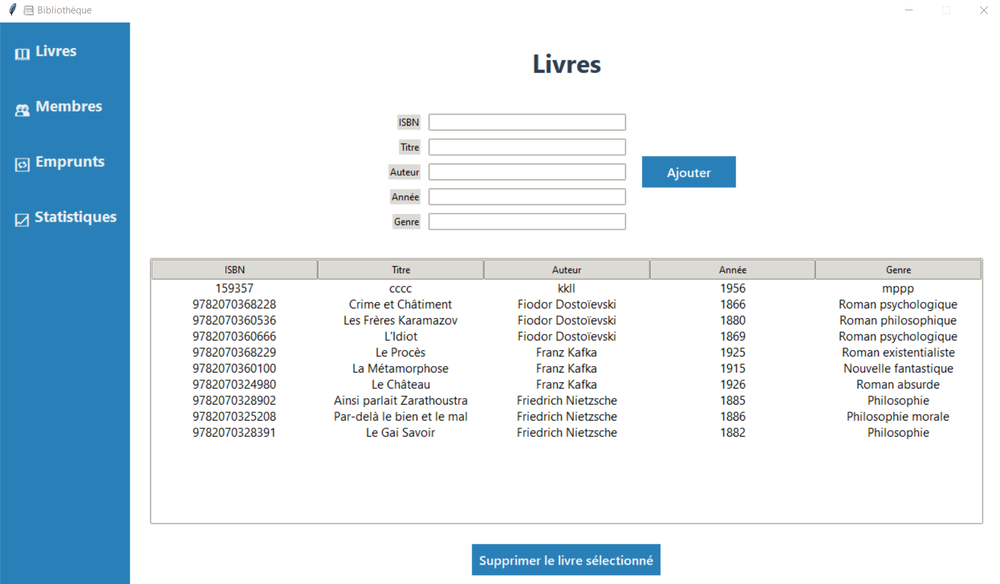 Bibliothèque
Livres
Membres
Emprunts
Statistiques
Livres
ISBN
Titre
Auteur
Année
Genre
Ajouter
ISBN Titre Auteur Année Genre
159357 cccc kkll 1956 mppp
9782070368228 Crime et Châtiment Fiodor Dostoïevski 1866 Roman psychologique
9782070360536 Les Frères Karamazov Fiodor Dostoïevski 1880 Roman philosophique
9782070360666 L'Idiot Fiodor Dostoïevski 1869 Roman psychologique
9782070368229 Le Procès Franz Kafka 1925 Roman existentialiste
9782070360100 La Métamorphose Franz Kafka 1915 Nouvelle fantastique
9782070324980 Le Château Franz Kafka 1926 Roman absurde
9782070328902 Ainsi parlait Zarathoustra Friedrich Nietzsche 1885 Philosophie
9782070325208 Par-delà le bien et le mal Friedrich Nietzsche 1886 Philosophie morale
9782070328391 Le Gai Savoir Friedrich Nietzsche 1882 Philosophie
Supprimer le livre sélectionné